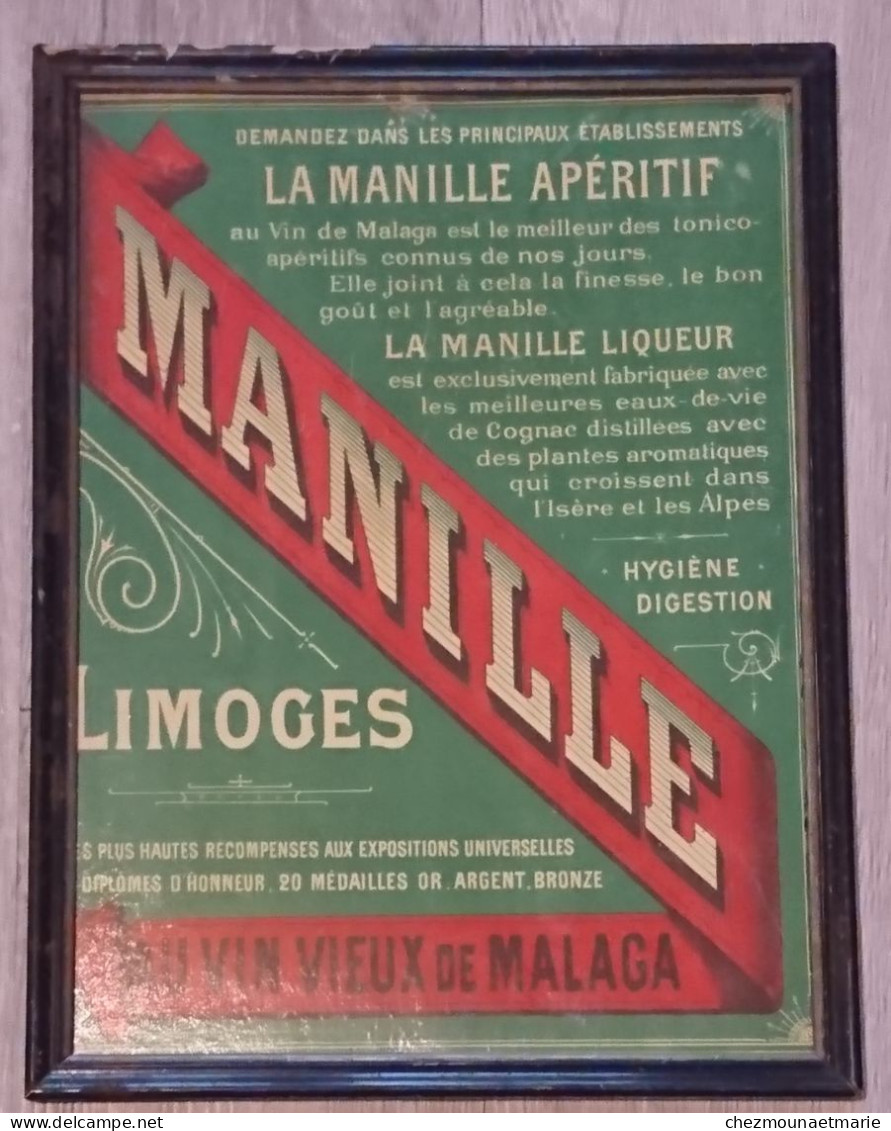 DEMANDEZ DANS LES PRINCIPAUX ÉTABLISSEMENTS
LA MANILLE APÉRITIF
au Vin de Malaga est le meilleur des tonico-
apéritifs connus de nos jours.
Elle joint à cela la finesse, le bon
goût et l'agréable.
LA MANILLE LIQUEUR
est exclusivement fabriquée avec
les meilleures eaux-de-vie
de Cognac distillées avec
des plantes aromatiques
qui croissent dans
l'Isère et les Alpes
HYGIÈNE
DIGESTION
MANILLE
LIMOGES
ES PLUS HAUTES RECOMPENSES AUX EXPOSITIONS UNIVERSELLES
DIPLOMES D'HONNEUR. 20 MÉDAILLES OR. ARGENT. BRONZE
AU VIN VIEUX DE MALAGA
chezmounaetmarie